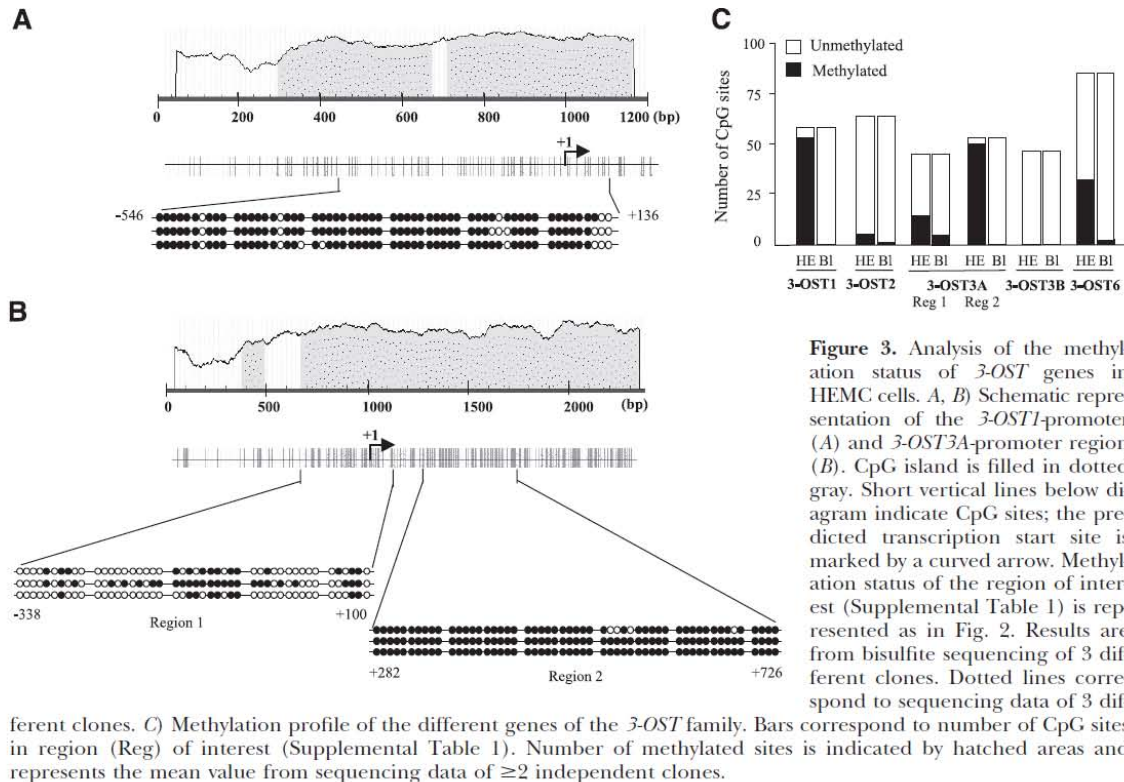 A
0 200 400 600 800 1000 1200 (bp)
+1
-546 +136
B
0 500 1000 1500 2000 (bp)
+1
-338 Region 1 +100
+282 Region 2 +726
C
100
75
50
25
0
Number of CpG sites
Unmethylated
Methylated
HE Bl HE Bl HE Bl HE Bl HE Bl HE Bl
3-OST1 3-OST2 3-OST3A 3-OST3B 3-OST6
Reg 1 Reg 2
Figure 3. Analysis of the methyl
ation status of 3-OST genes in
HEMC cells. A, B) Schematic repre
sentation of the 3-OST1-promoter
(A) and 3-OST3A-promoter region
(B). CpG island is filled in dotted
gray. Short vertical lines below di
agram indicate CpG sites; the pre
dicted transcription start site is
marked by a curved arrow. Methyl
ation status of the region of inter
est (Supplemental Table 1) is rep
resented as in Fig. 2. Results are
from bisulfite sequencing of 3 dif
ferent clones. Dotted lines corre
spond to sequencing data of 3 dif
ferent clones. C) Methylation profile of the different genes of the 3-OST family. Bars correspond to number of CpG sites
in region (Reg) of interest (Supplemental Table 1). Number of methylated sites is indicated by hatched areas and
represents the mean value from sequencing data of ≥2 independent clones.